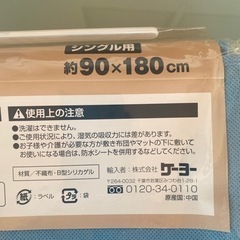 シングル用
約90×180cm
使用上の注意
●洗濯はできません。
●ご使用状況により、湿気の吸収力には差があります。
●お子様や介護が必要な方が敷き布団やマットの下に敷いて
お使いになる場合は、防水シートを併用してください。
材料／不織布・B型シリカゲル
紙:ラベル プラ:袋
輸入者：株式会社 ケーヨー
〒264-0032 千葉市若葉区みつわ台1-28-1
0120-34-0110
原産国：中国